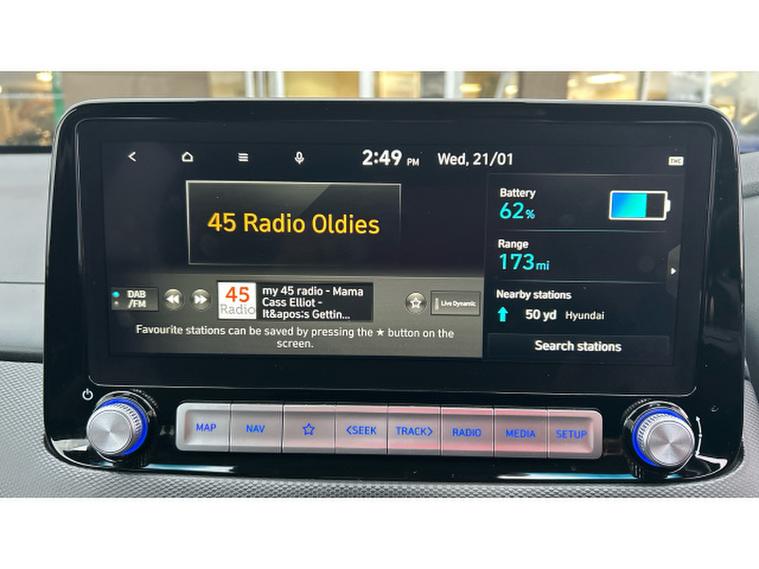 2:49 PM Wed, 21/01
TMC
45 Radio Oldies
DAB
/FM
45
Radio
my 45 radio - Mama
Cass Elliot -
It&apos:s Gettin...
Live Dynamic
Favourite stations can be saved by pressing the ★ button on the
screen.
Battery
62%
Range
173mi
Nearby stations
50 yd Hyundai
Search stations
MAP NAV <SEEK TRACK> RADIO MEDIA SETUP